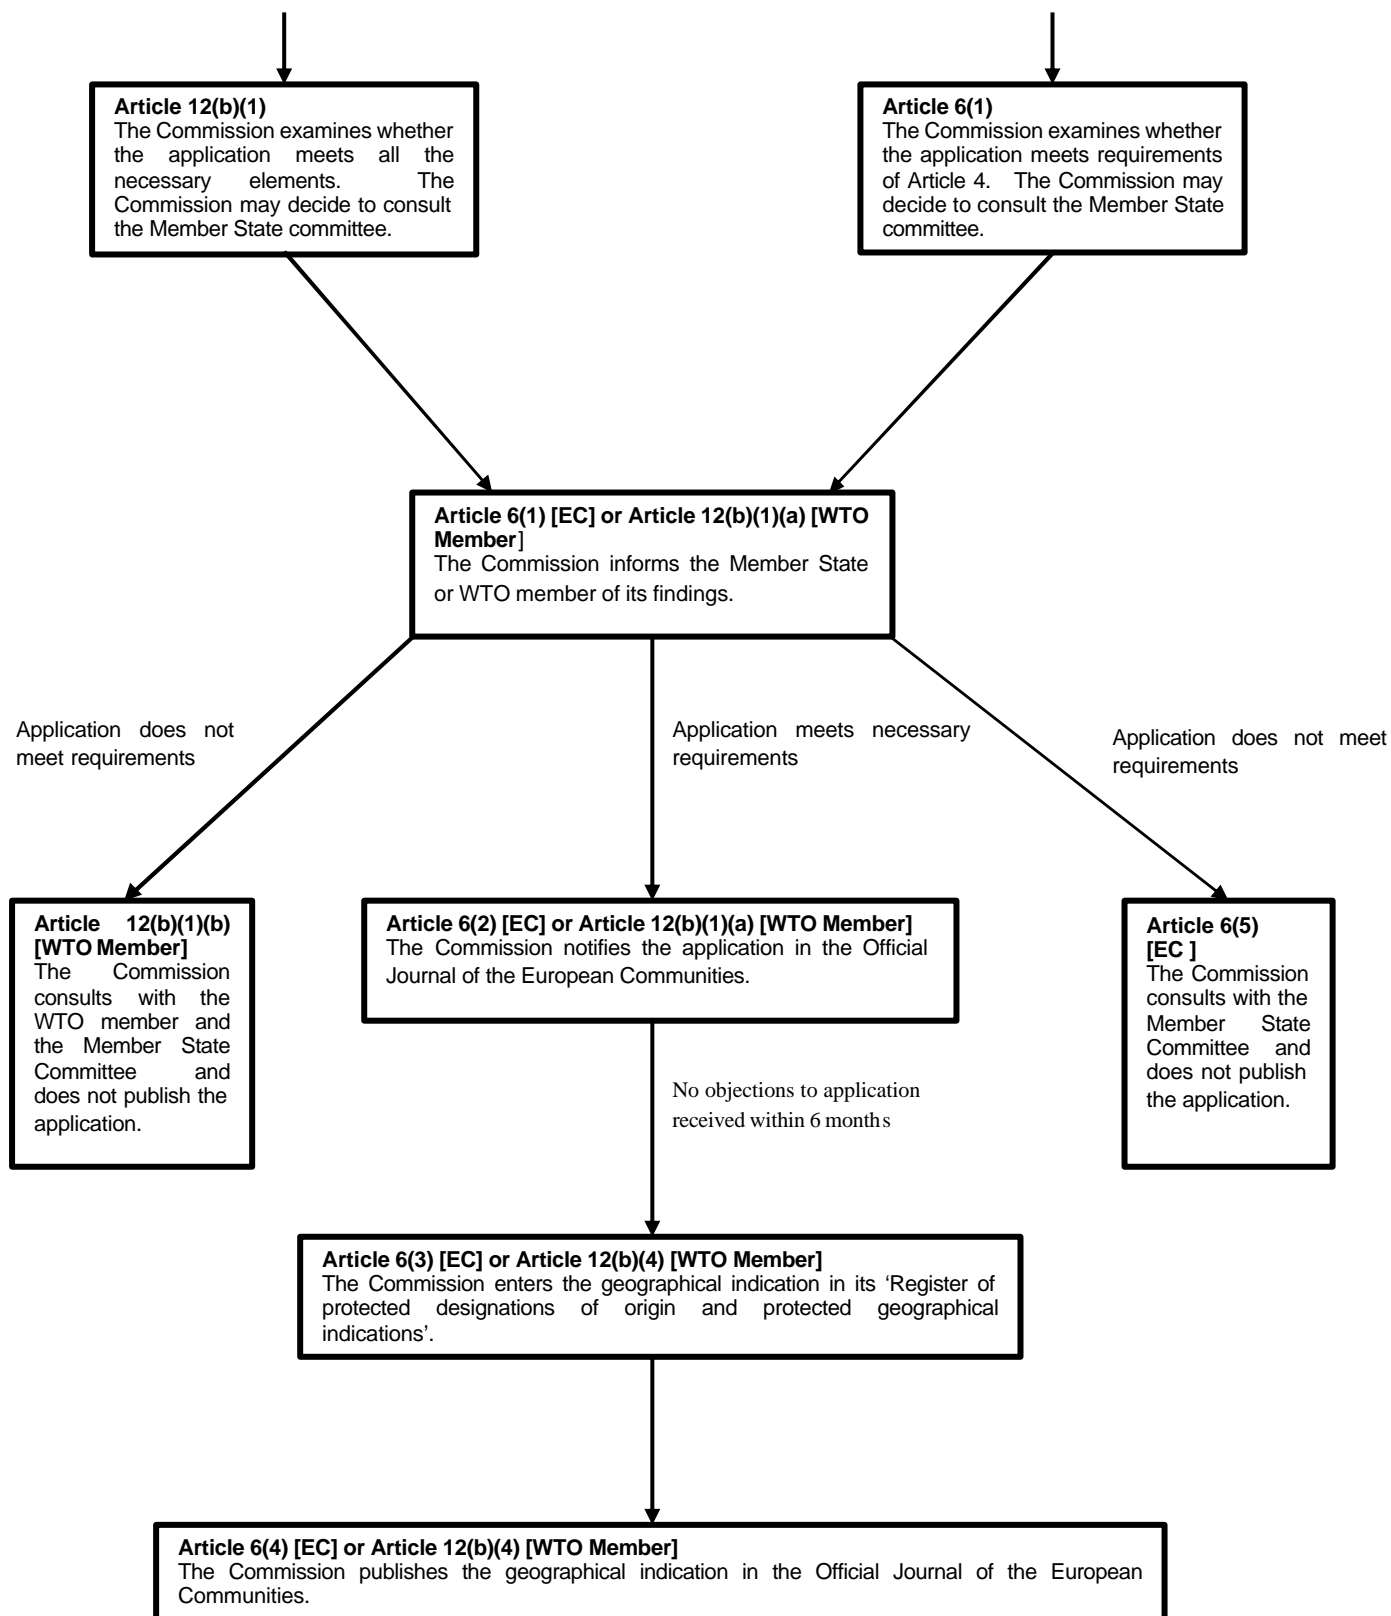 Article 12(b)(1)
The Commission examines whether
the application meets all the
necessary elements. The
Commission may decide to consult
the Member State committee.
Article 6(1)
The Commission examines whether
the application meets requirements
of Article 4. The Commission may
decide to consult the Member State
committee.
Article 6(1) [EC] or Article 12(b)(1)(a) [WTO
Member]
The Commission informs the Member State
or WTO member of its findings.
Application does not
meet requirements
Application meets necessary
requirements
Application does not meet
requirements
Article 12(b)(1)(b)
[WTO Member]
The Commission
consults with the
WTO member and
the Member State
Committee and
does not publish the
application.
Article 6(2) [EC] or Article 12(b)(1)(a) [WTO Member]
The Commission notifies the application in the Official
Journal of the European Communities.
Article 6(5)
[EC ]
The Commission
consults with the
Member State
Committee and
does not publish
the application.
No objections to application
received within 6 months
Article 6(3) [EC] or Article 12(b)(4) [WTO Member]
The Commission enters the geographical indication in its ‘Register of
protected designations of origin and protected geographical
indications’.
Article 6(4) [EC] or Article 12(b)(4) [WTO Member]
The Commission publishes the geographical indication in the Official Journal of the European
Communities.